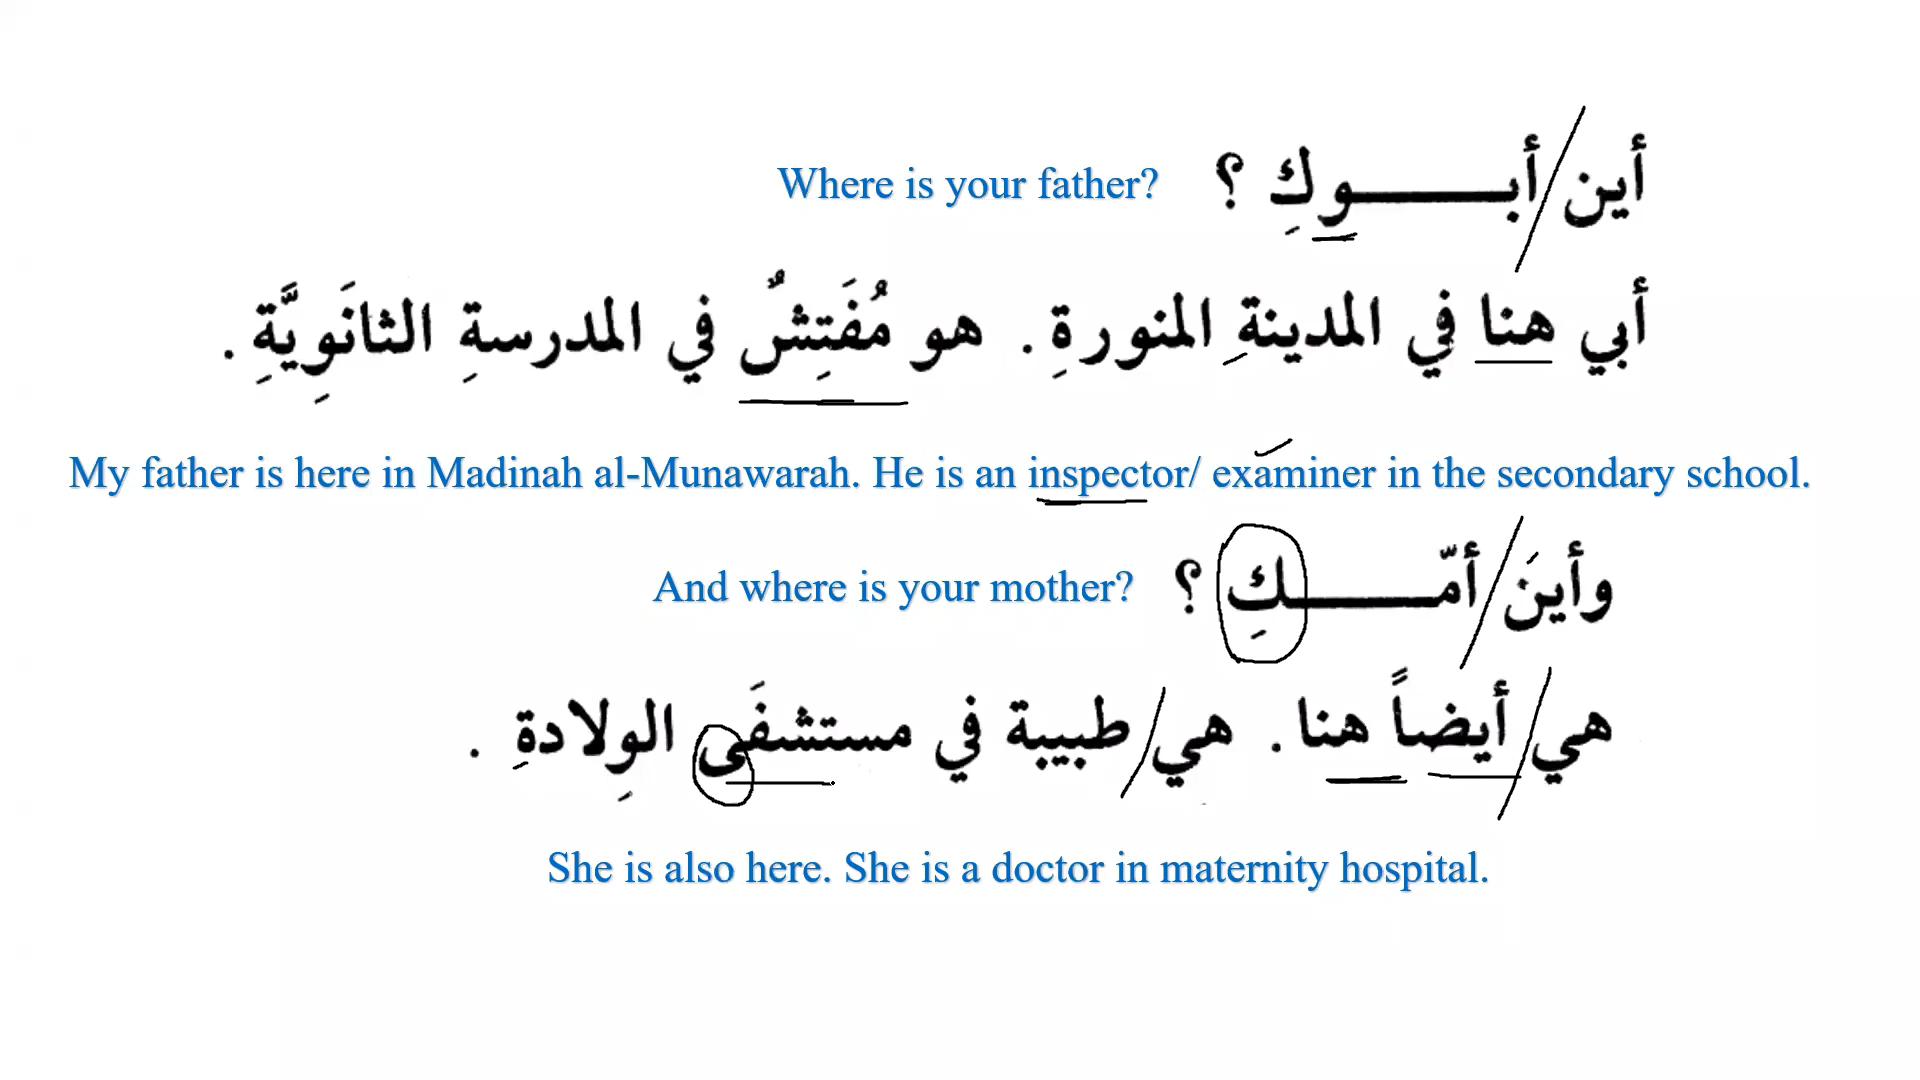 Where is your father? أين أبـــــوكِ ؟
أبي هنا في المدينةِ المنورةِ . هو مُفَتِشٌ في المدرسةِ الثانَوِيَّةِ .
My father is here in Madinah al-Munawarah. He is an inspector/ examiner in the secondary school.
And where is your mother? وأينَ أمّـــــكِ ؟
هي أيضاً هنا . هي طبيبة في مستشفَى الوِلادةِ .
She is also here. She is a doctor in maternity hospital.